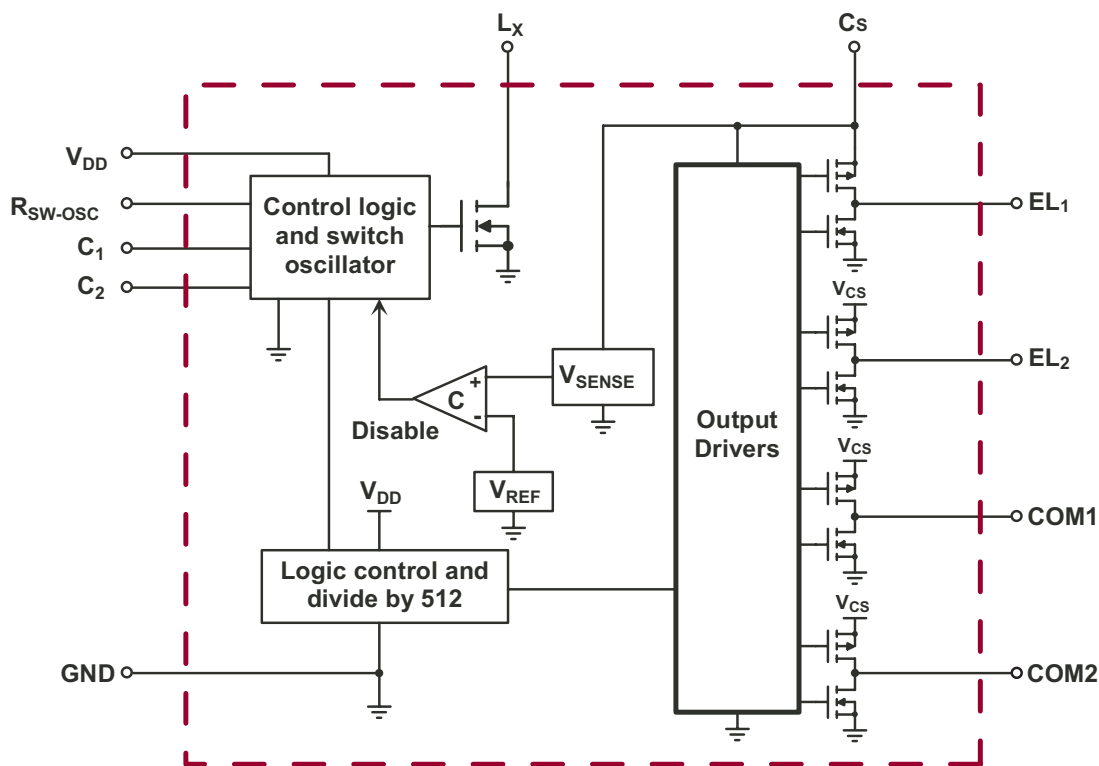 LX
CS
VDD
RSW-OSC
C1
C2
Control logic
and switch
oscillator
EL1
VCS
EL2
VSENSE
+
C
-
Disable
Output
Drivers
VCS
VREF
VDD
COM1
Logic control and
divide by 512
VCS
GND
COM2